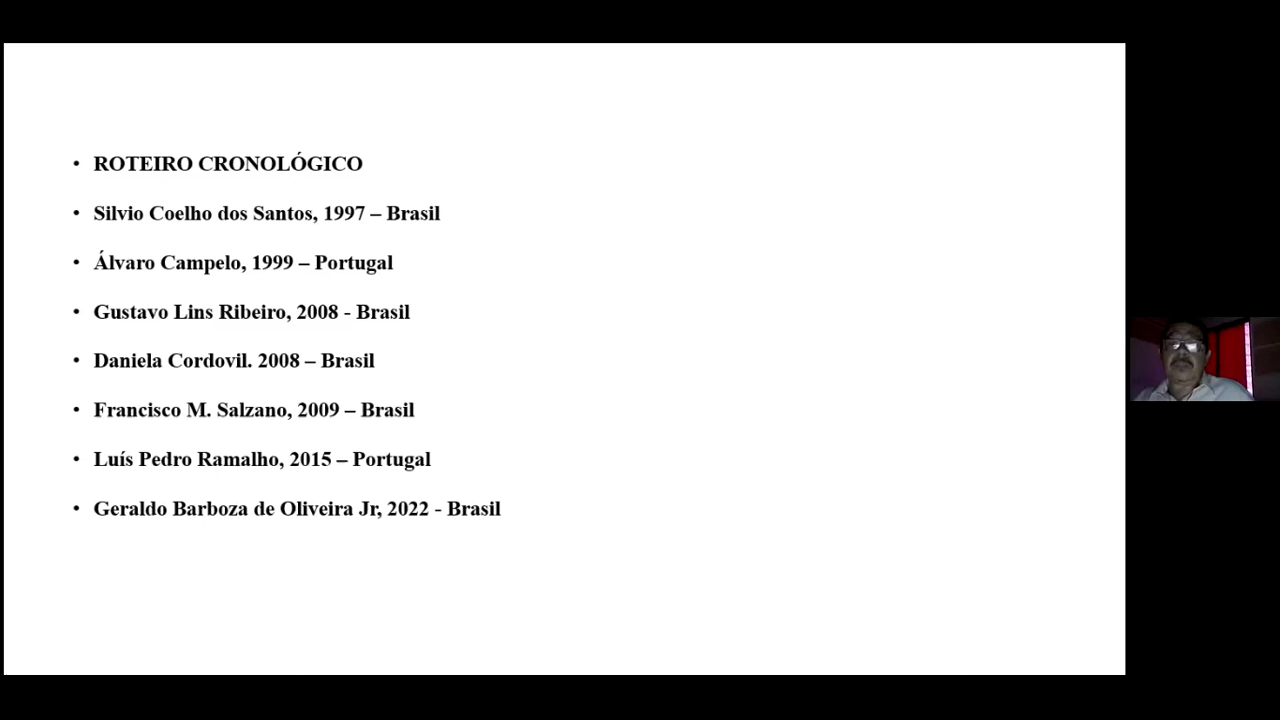 • ROTEIRO CRONOLÓGICO
• Silvio Coelho dos Santos, 1997 – Brasil
• Álvaro Campelo, 1999 – Portugal
• Gustavo Lins Ribeiro, 2008 - Brasil
• Daniela Cordovil. 2008 – Brasil
• Francisco M. Salzano, 2009 – Brasil
• Luís Pedro Ramalho, 2015 – Portugal
• Geraldo Barboza de Oliveira Jr, 2022 - Brasil